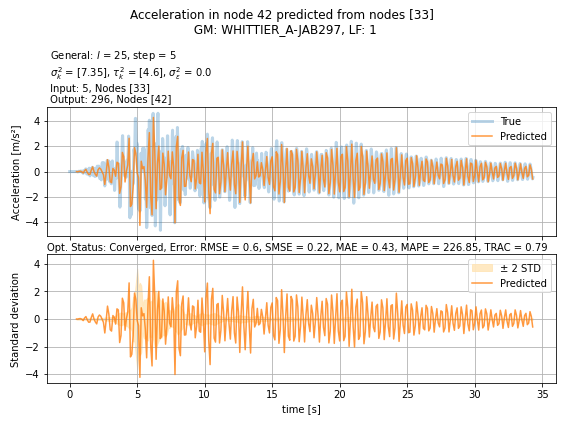 Acceleration in node 42 predicted from nodes [33]
GM: WHITTIER_A-JAB297, LF: 1
General: l = 25, step = 5
σ²ₖ = [7.35], τ²ₖ = [4.6], σ²ₑ = 0.0
Input: 5, Nodes [33]
Output: 296, Nodes [42]
Acceleration [m/s²]
4
2
0
−2
−4
True
Predicted
Opt. Status: Converged, Error: RMSE = 0.6, SMSE = 0.22, MAE = 0.43, MAPE = 226.85, TRAC = 0.79
Standard deviation
4
2
0
−2
−4
± 2 STD
Predicted
0 5 10 15 20 25 30 35
time [s]